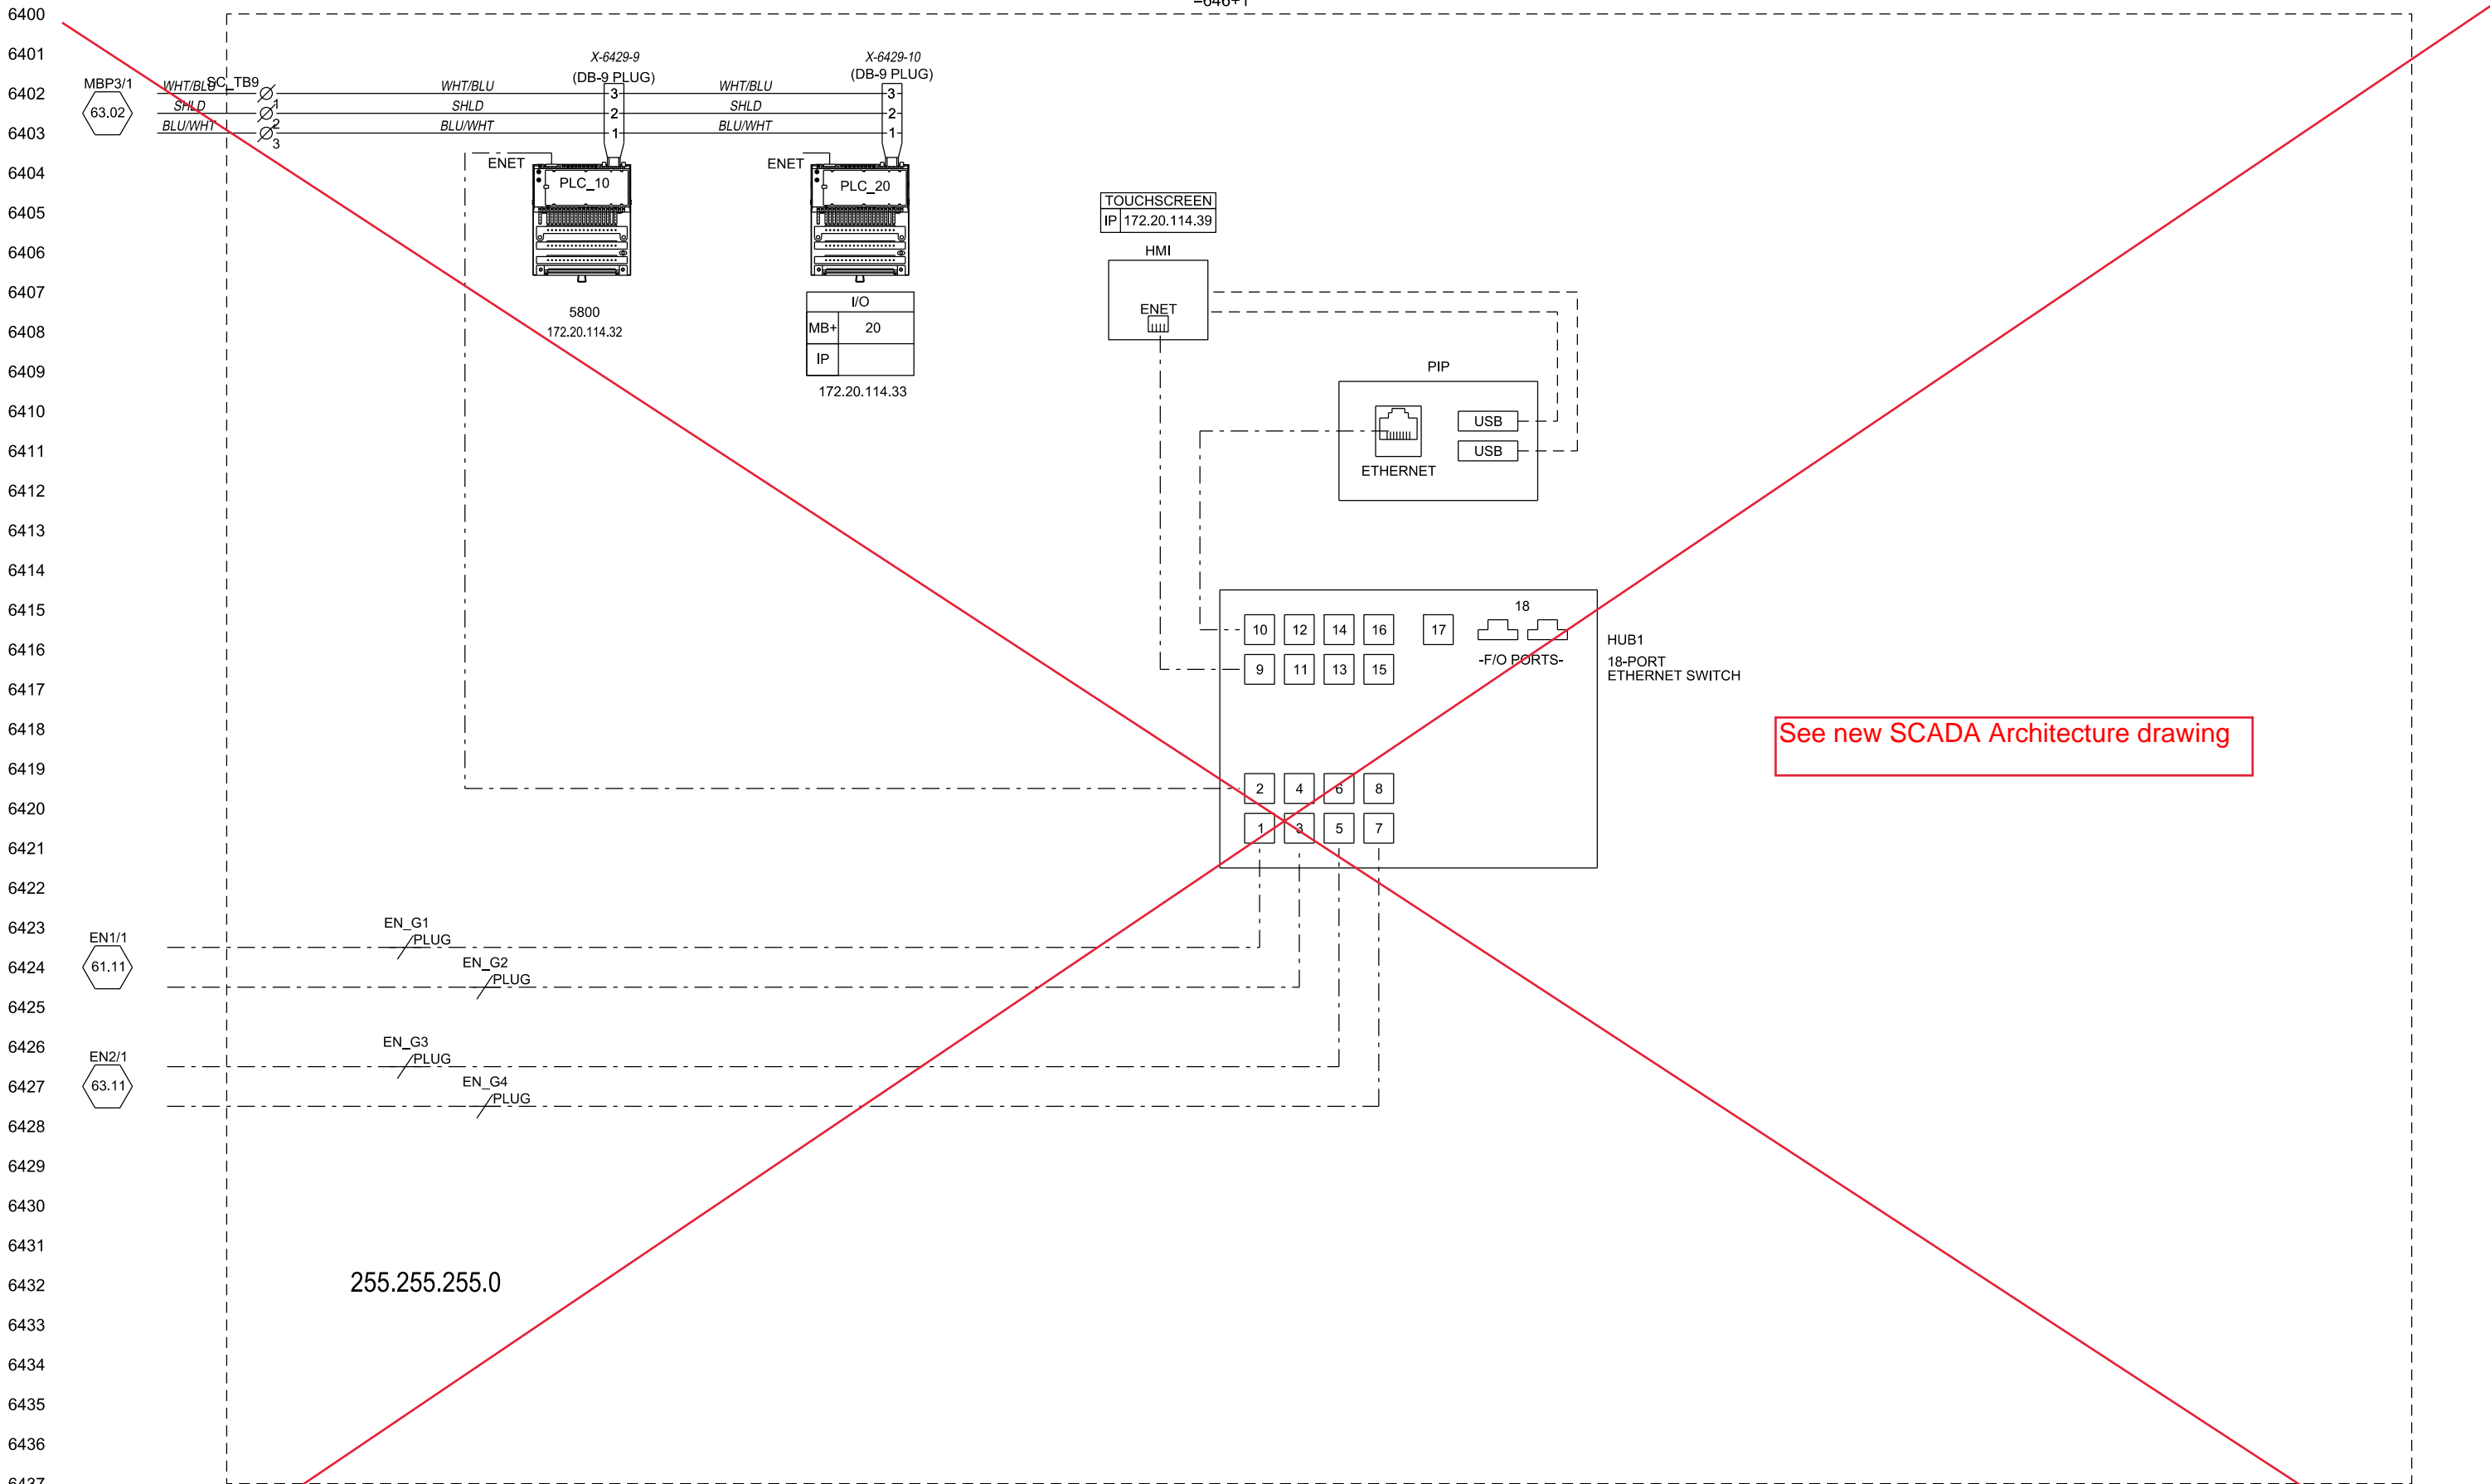 =646+1
6400
6401
6402
6403
6404
6405
6406
6407
6408
6409
6410
6411
6412
6413
6414
6415
6416
6417
6418
6419
6420
6421
6422
6423
6424
6425
6426
6427
6428
6429
6430
6431
6432
6433
6434
6435
6436
6437
MBP3/1
63.02
WHT/BLU
SHLD
BLU/WHT
SC_TB9
1
2
3
WHT/BLU
SHLD
BLU/WHT
X-6429-9
(DB-9 PLUG)
3
2
1
WHT/BLU
SHLD
BLU/WHT
X-6429-10
(DB-9 PLUG)
3
2
1
ENET
PLC_10
5800
172.20.114.32
ENET
PLC_20
I/O
MB+ 20
IP
172.20.114.33
TOUCHSCREEN
IP 172.20.114.39
HMI
ENET
PIP
USB
USB
ETHERNET
18
10 12 14 16 17
-F/O PORTS-
9 11 13 15
HUB1
18-PORT
ETHERNET SWITCH
See new SCADA Architecture drawing
2 4 6 8
1 3 5 7
EN1/1
61.11
EN_G1
PLUG
EN_G2
PLUG
EN2/1
63.11
EN_G3
PLUG
EN_G4
PLUG
255.255.255.0